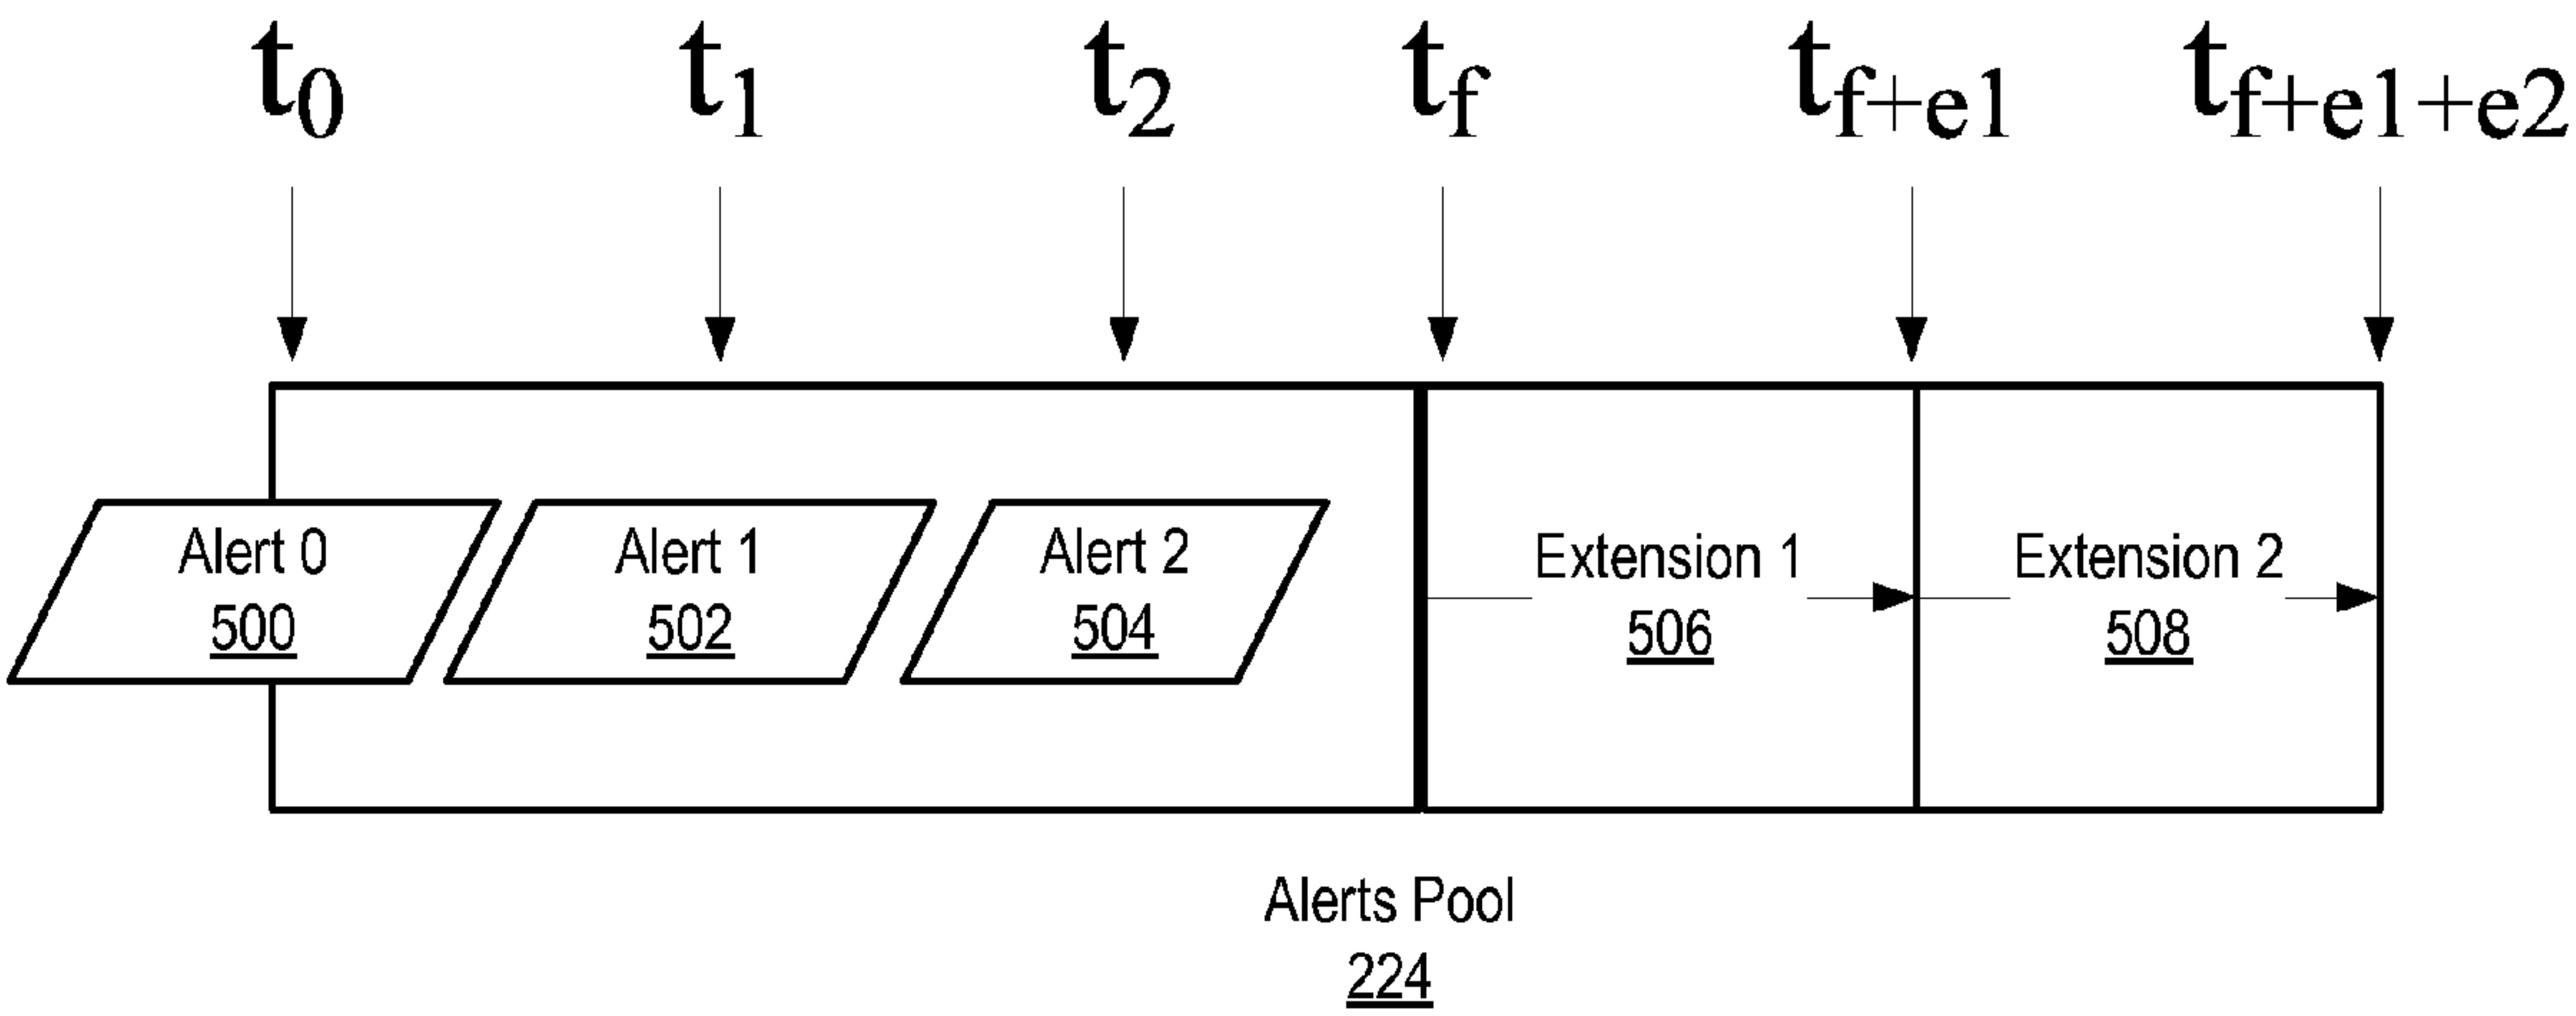 t0 t1 t2 tf tf+e1 tf+e1+e2
Alert 0 Alert 1 Alert 2 Extension 1 Extension 2
500 502 504 506 508
Alerts Pool
224